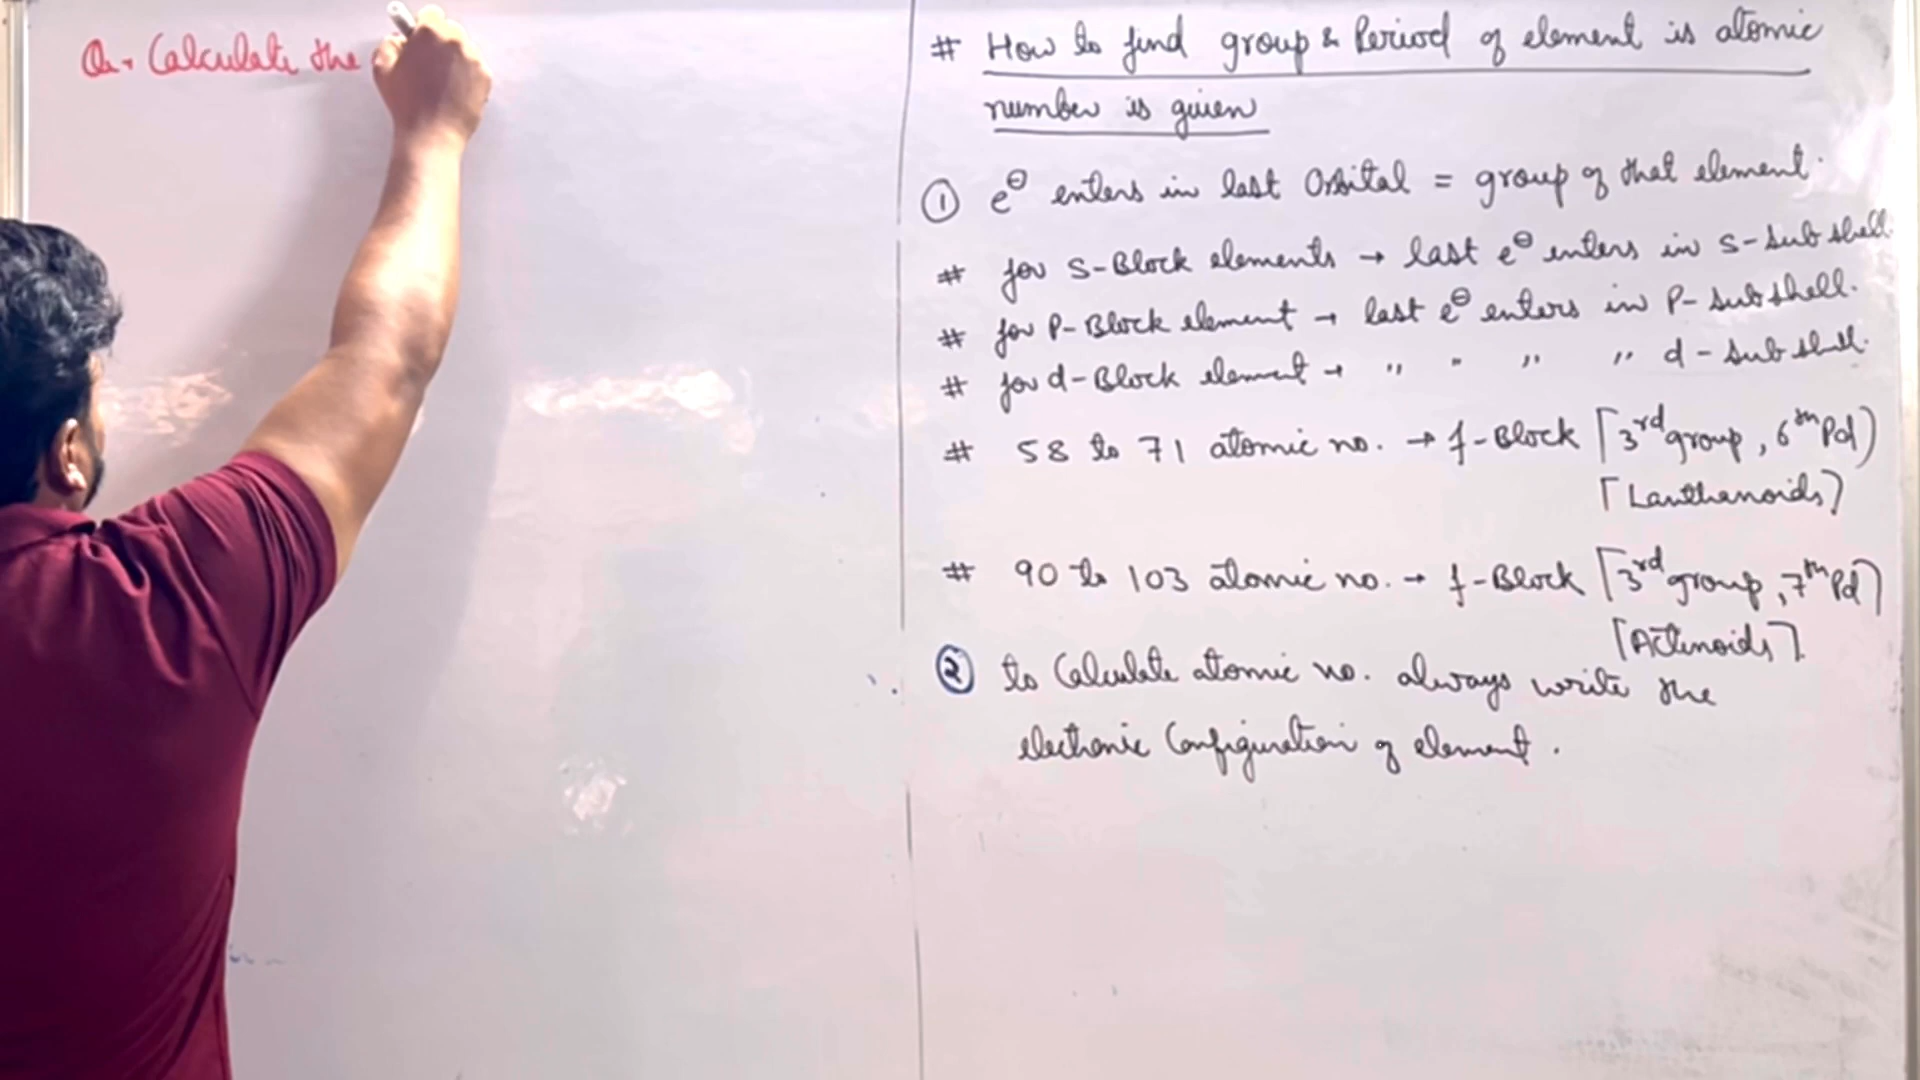 Q. Calculate the
# How to find group & Period of element is atomic
number is given
① e⊖ enters in last Orbital = group of that element.
# for S-Block elements → last e⊖ enters in S-Sub shell.
# for P-Block element → last e⊖ enters in P-Sub shell.
# for d-Block element → " " " " d-Sub shell.
# 58 to 71 atomic no. → f-Block [3rd group, 6th Pd)
[Lanthanoids]
# 90 to 103 atomic no. → f-Block [3rd group, 7th Pd]
[Actinoids].
② to Calculate atomic no. always write the
electronic Configuration of element.